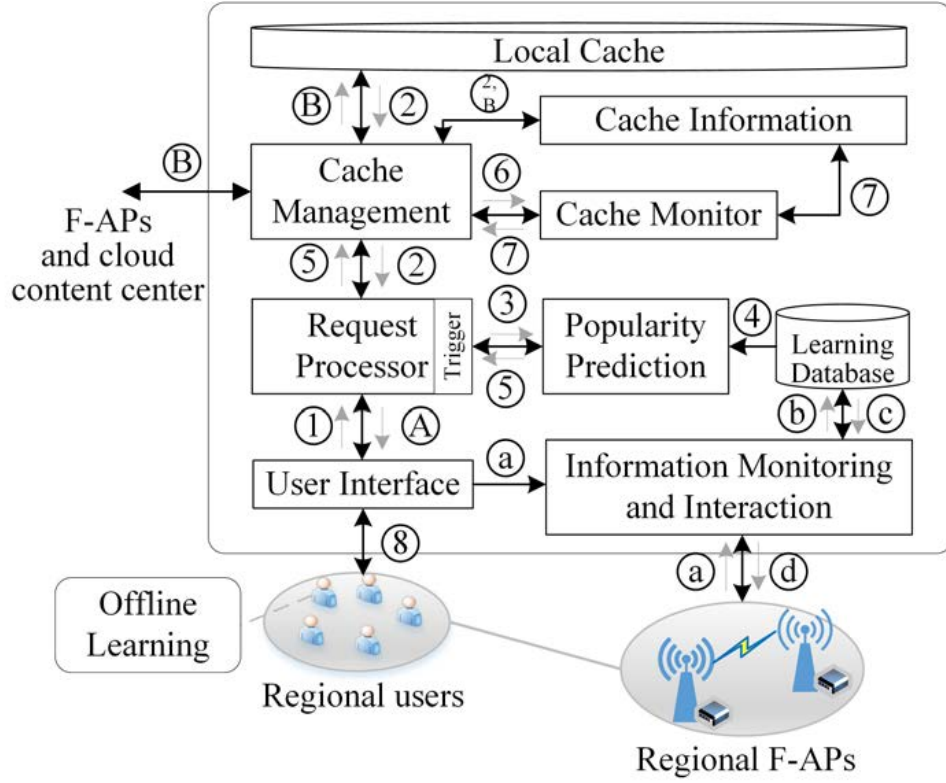 Local Cache
B
2
2,
B
Cache Information
B
Cache
Management
6
7
Cache Monitor
7
F-APs
and cloud
content center
5
2
Request
Processor
Trigger
3
5
Popularity
Prediction
4
Learning
Database
1
A
b
c
User Interface
a
Information Monitoring
and Interaction
8
a
d
Offline
Learning
Regional users
Regional F-APs